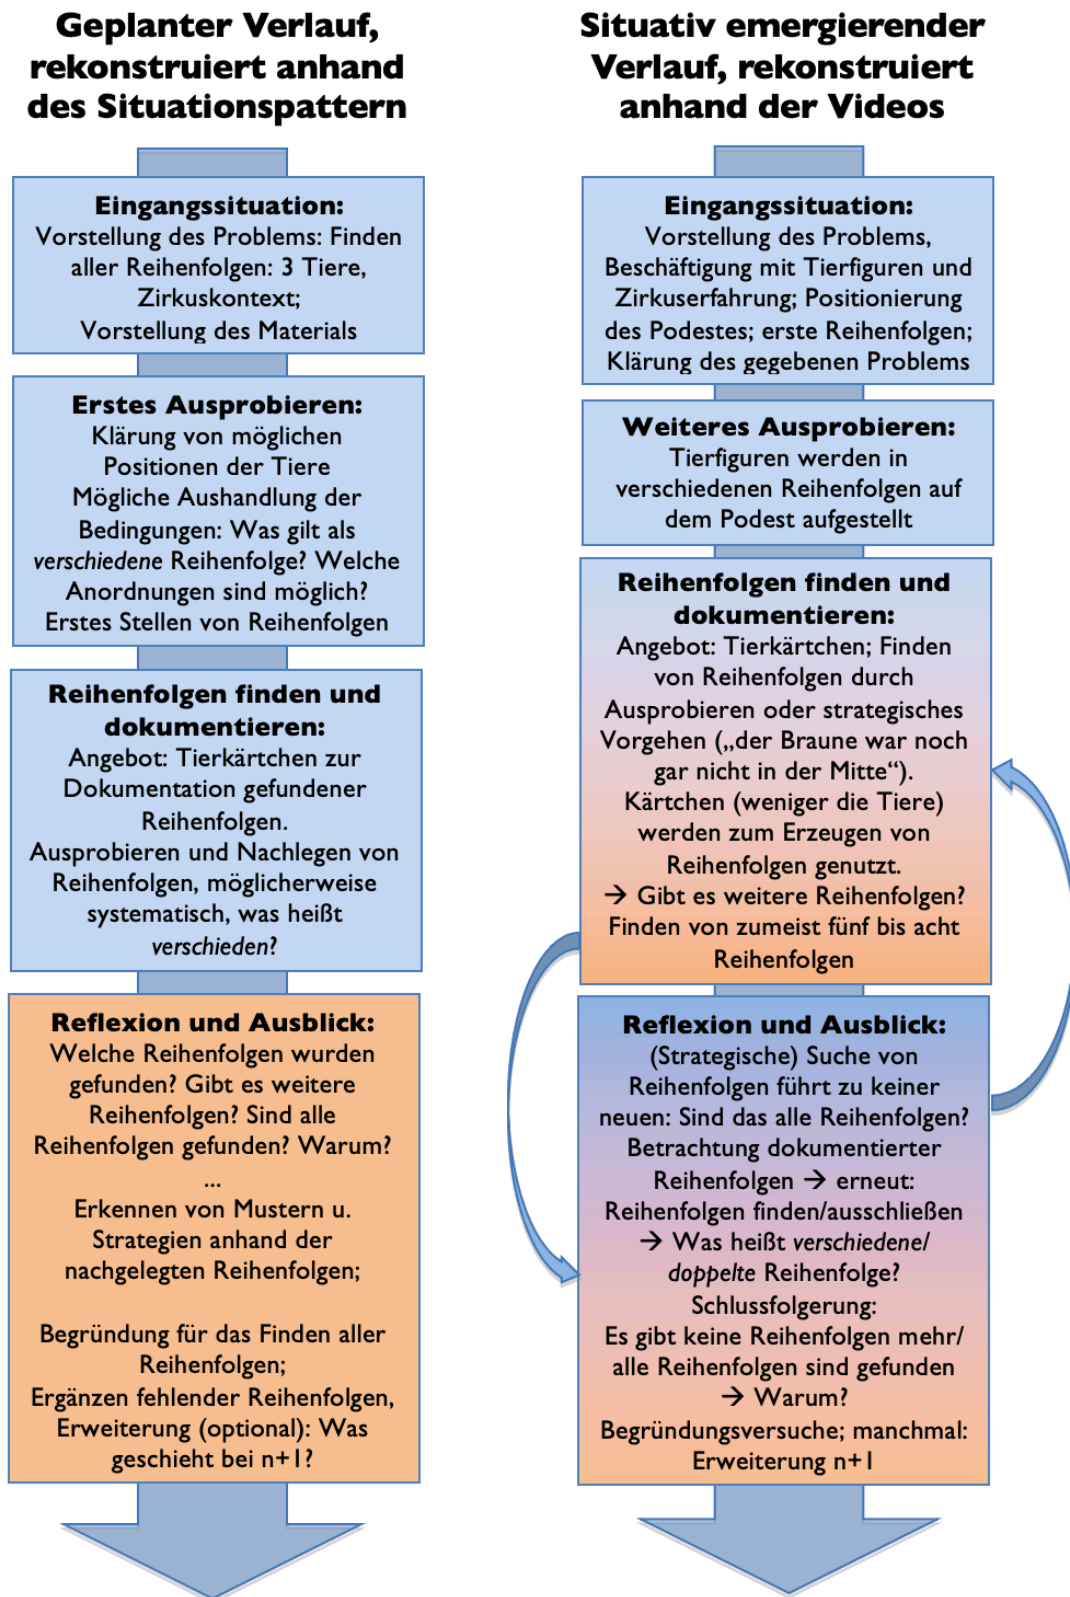 Geplanter Verlauf,
rekonstruiert anhand
des Situationspattern
Eingangssituation:
Vorstellung des Problems: Finden
aller Reihenfolgen: 3 Tiere,
Zirkuskontext;
Vorstellung des Materials
Erstes Ausprobieren:
Klärung von möglichen
Positionen der Tiere
Mögliche Aushandlung der
Bedingungen: Was gilt als
verschiedene Reihenfolge? Welche
Anordnungen sind möglich?
Erstes Stellen von Reihenfolgen
Reihenfolgen finden und
dokumentieren:
Angebot: Tierkärtchen zur
Dokumentation gefundener
Reihenfolgen.
Ausprobieren und Nachlegen von
Reihenfolgen, möglicherweise
systematisch, was heißt
verschieden?
Reflexion und Ausblick:
Welche Reihenfolgen wurden
gefunden? Gibt es weitere
Reihenfolgen? Sind alle
Reihenfolgen gefunden? Warum?
...
Erkennen von Mustern u.
Strategien anhand der
nachgelegten Reihenfolgen;
Begründung für das Finden aller
Reihenfolgen;
Ergänzen fehlender Reihenfolgen,
Erweiterung (optional): Was
geschieht bei n+1?
Situativ emergierender
Verlauf, rekonstruiert
anhand der Videos
Eingangssituation:
Vorstellung des Problems,
Beschäftigung mit Tierfiguren und
Zirkuserfahrung; Positionierung
des Podestes; erste Reihenfolgen;
Klärung des gegebenen Problems
Weiteres Ausprobieren:
Tierfiguren werden in
verschiedenen Reihenfolgen auf
dem Podest aufgestellt
Reihenfolgen finden und
dokumentieren:
Angebot: Tierkärtchen; Finden
von Reihenfolgen durch
Ausprobieren oder strategisches
Vorgehen („der Braune war noch
gar nicht in der Mitte“).
Kärtchen (weniger die Tiere)
werden zum Erzeugen von
Reihenfolgen genutzt.
→ Gibt es weitere Reihenfolgen?
Finden von zumeist fünf bis acht
Reihenfolgen
Reflexion und Ausblick:
(Strategische) Suche von
Reihenfolgen führt zu keiner
neuen: Sind das alle Reihenfolgen?
Betrachtung dokumentierter
Reihenfolgen → erneut:
Reihenfolgen finden/ausschließen
→ Was heißt verschiedene/
doppelte Reihenfolge?
Schlussfolgerung:
Es gibt keine Reihenfolgen mehr/
alle Reihenfolgen sind gefunden
→ Warum?
Begründungsversuche; manchmal:
Erweiterung n+1